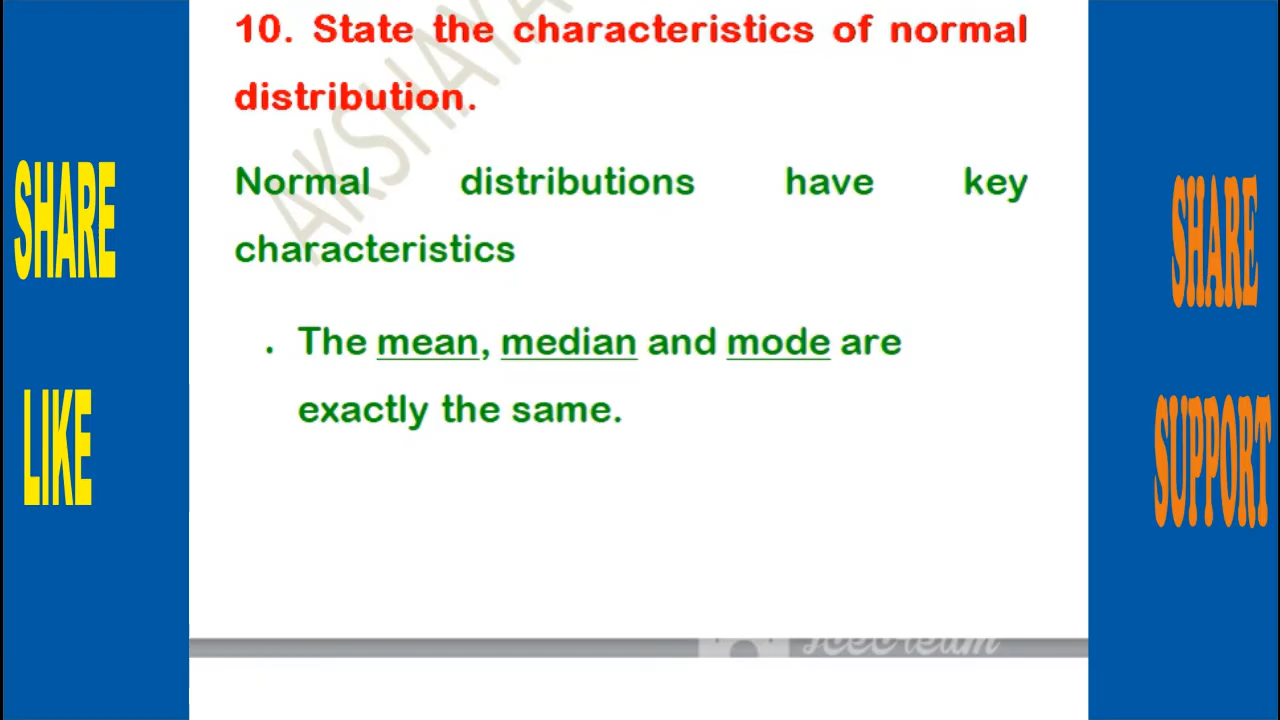 10. State the characteristics of normal
distribution.
AKSHAYA
Normal distributions have key
characteristics
. The mean, median and mode are
exactly the same.
SHARE
LIKE
SHARE
SUPPORT